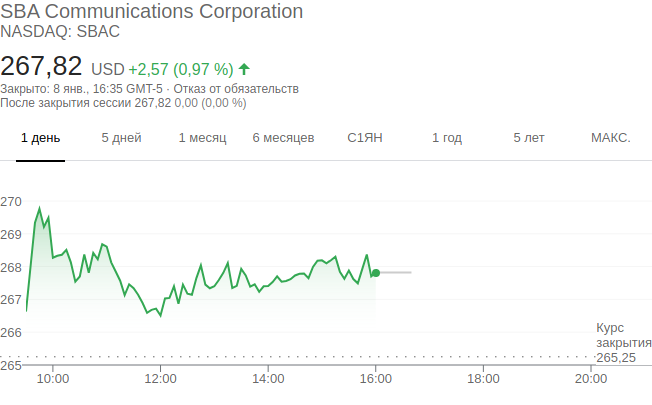 SBA Communications Corporation
NASDAQ: SBAC
267,82 USD +2,57 (0,97 %)
Закрыто: 8 янв., 16:35 GMT-5 · Отказ от обязательств
После закрытия сессии 267,82 0,00 (0,00 %)
1 день 5 дней 1 месяц 6 месяцев С1ЯН 1 год 5 лет МАКС.
270
269
268
267
266
Курс
закрытия
265,25
265
10:00 12:00 14:00 16:00 18:00 20:00